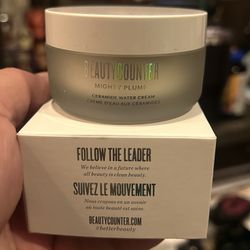 BEAUTYCOUNTER
MIGHTY PLUMP
CERAMIDE WATER CREAM
CRÈME D'EAU AUX CÉRAMIDES
FOLLOW THE LEADER
We believe in a future where
all beauty is clean beauty.
SUIVEZ LE MOUVEMENT
Nous croyons en un avenir
où toute beauté est saine.
BEAUTYCOUNTER.COM
@betterbeauty